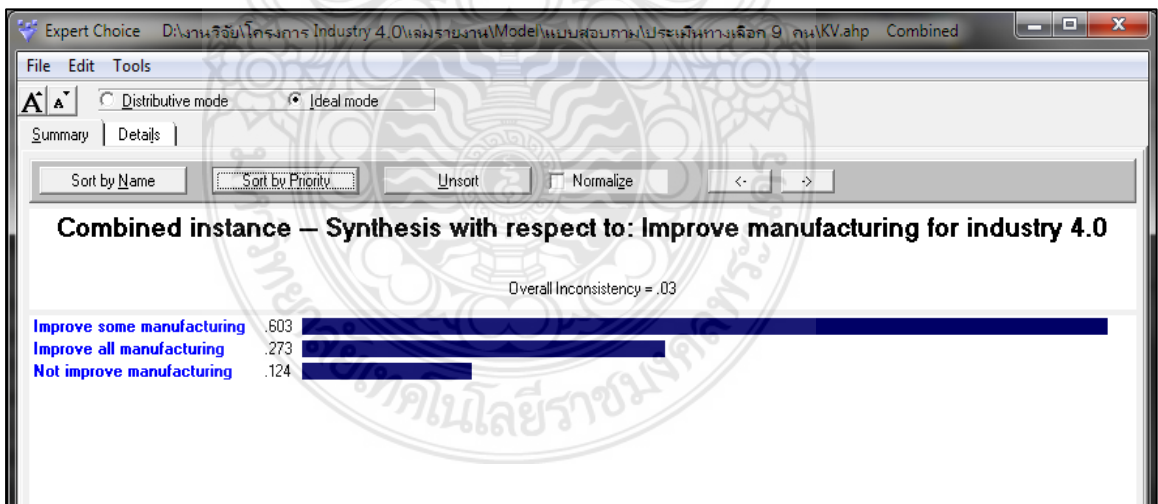 Expert Choice D:\งานวิจัย\โครงการ Industry 4.0\เล่มรายงาน\Model\แบบสอบถาม\ประเมินทางเลือก 9 คน\KV.ahp Combined
File Edit Tools
A A Distributive mode Ideal mode
Summary Details
Sort by Name Sort by Priority Unsort Normalize <- ->
Combined instance -- Synthesis with respect to: Improve manufacturing for industry 4.0
Overall Inconsistency = .03
Improve some manufacturing .603
Improve all manufacturing .273
Not improve manufacturing .124